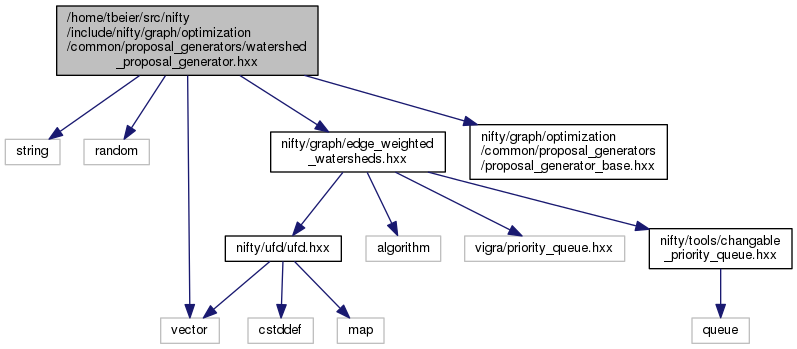 /home/tbeier/src/nifty
/include/nifty/graph/optimization
/common/proposal_generators/watershed
_proposal_generator.hxx
string
random
nifty/graph/edge_weighted
_watersheds.hxx
nifty/graph/optimization
/common/proposal_generators
/proposal_generator_base.hxx
nifty/ufd/ufd.hxx
algorithm
vigra/priority_queue.hxx
nifty/tools/changable
_priority_queue.hxx
vector
cstddef
map
queue